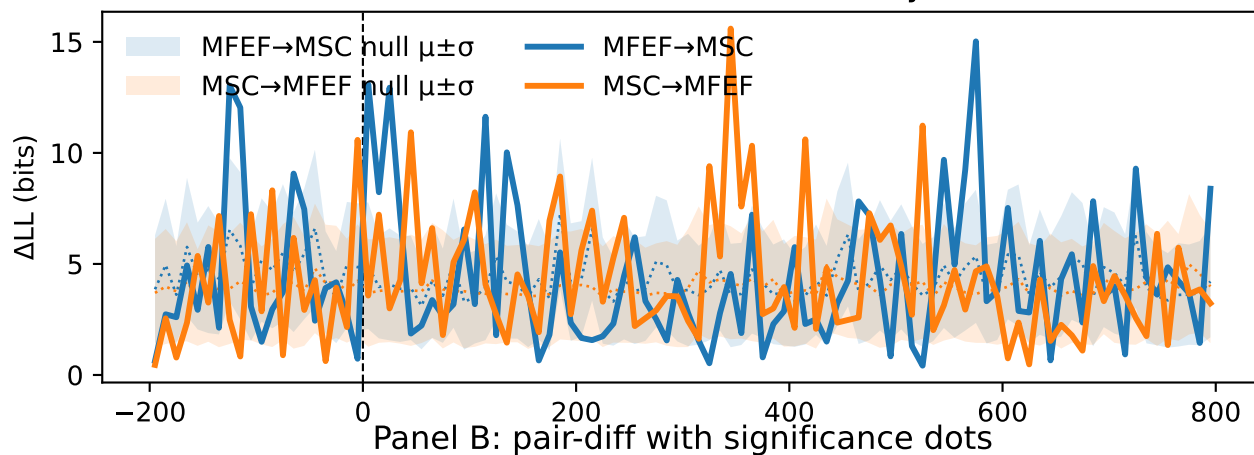 15
10
5
0
ΔLL (bits)
MFEF→MSC null μ±σ
MSC→MFEF null μ±σ
MFEF→MSC
MSC→MFEF
−200 0 200 400 600 800
Panel B: pair-diff with significance dots